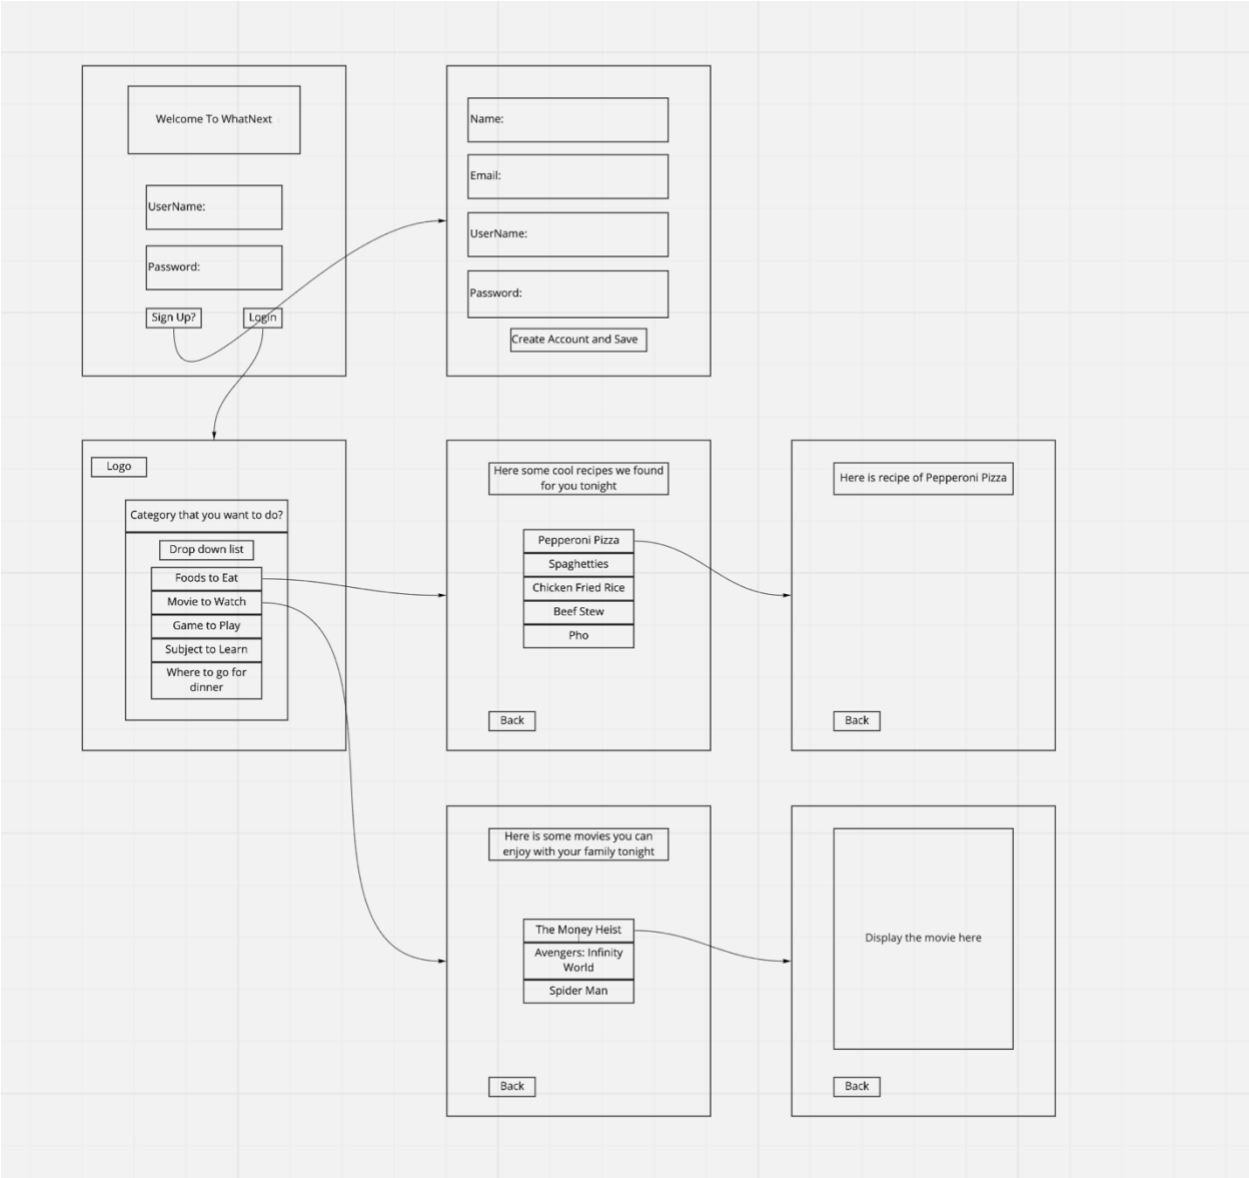 Welcome To WhatNext
UserName:
Password:
Sign Up?
Login
Name:
Email:
UserName:
Password:
Create Account and Save
Logo
Category that you want to do?
Drop down list
Foods to Eat
Movie to Watch
Game to Play
Subject to Learn
Where to go for
dinner
Here some cool recipes we found
for you tonight
Pepperoni Pizza
Spaghetties
Chicken Fried Rice
Beef Stew
Pho
Back
Here is recipe of Pepperoni Pizza
Back
Here is some movies you can
enjoy with your family tonight
The Money Heist
Avengers: Infinity
World
Spider Man
Back
Display the movie here
Back